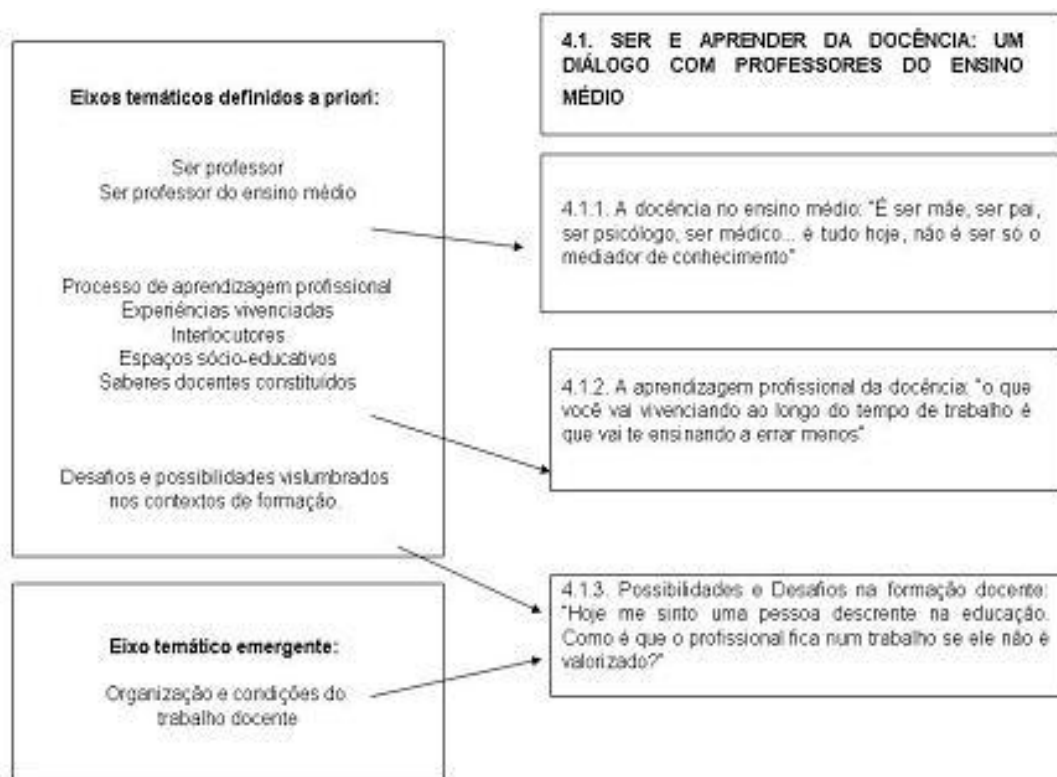 Eixos temáticos definidos a priori:
Ser professor
Ser professor do ensino médio
Processo de aprendizagem profissional
Experiências vivenciadas
Interlocutores
Espaços sócio-educativos
Saberes docentes constituídos
Desafios e possibilidades vislumbrados
nos contextos de formação.
Eixo temático emergente:
Organização e condições do
trabalho docente
4.1. SER E APRENDER DA DOCÊNCIA: UM
DIÁLOGO COM PROFESSORES DO ENSINO
MÉDIO
4.1.1. A docência no ensino médio: "É ser mãe, ser pai,
ser psicólogo, ser médico... é tudo hoje, não é ser só o
mediador de conhecimento"
4.1.2. A aprendizagem profissional da docência: "o que
você vai vivenciando ao longo do tempo de trabalho é
que vai te ensinando a errar menos"
4.1.3. Possibilidades e Desafios na formação docente:
"Hoje me sinto uma pessoa descrente na educação.
Como é que o profissional fica num trabalho se ele não é
valorizado?"